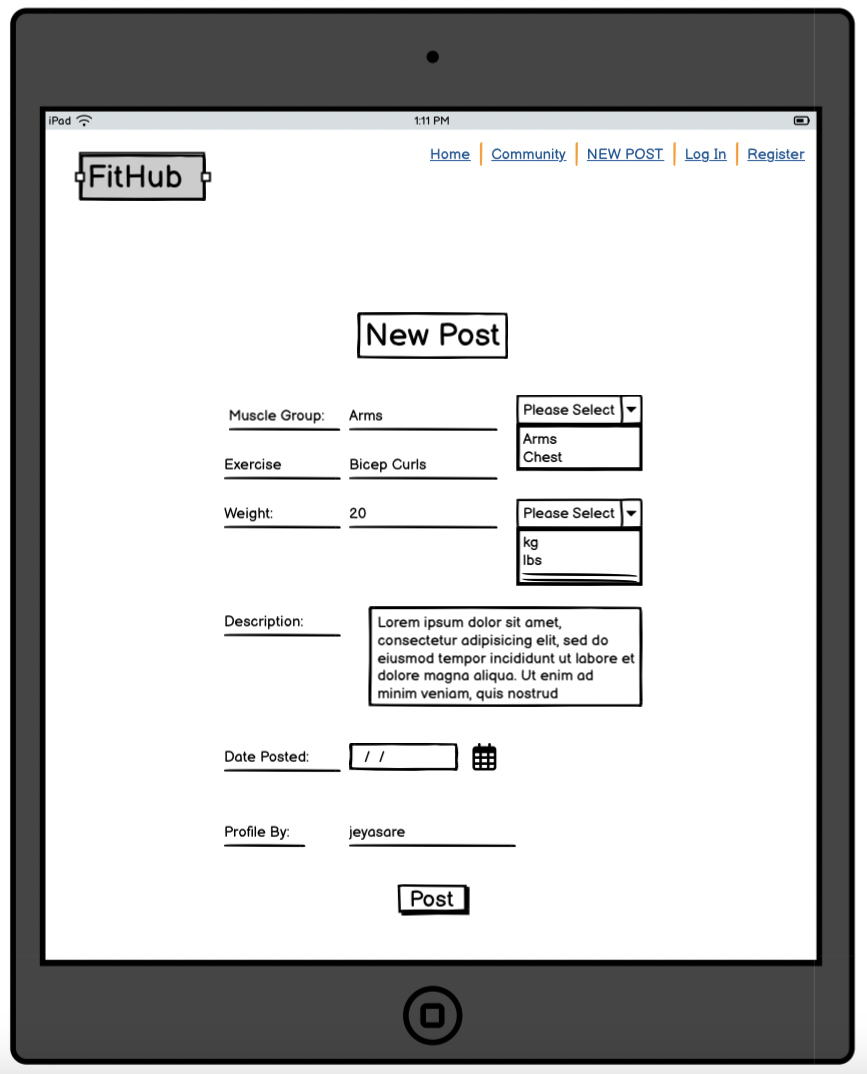 iPad 1:11 PM
FitHub
Home Community NEW POST Log In Register
New Post
Muscle Group: Arms Please Select
Arms
Chest
Exercise Bicep Curls
Weight: 20 Please Select
kg
lbs
Description: Lorem ipsum dolor sit amet,
consectetur adipisicing elit, sed do
eiusmod tempor incididunt ut labore et
dolore magna aliqua. Ut enim ad
minim veniam, quis nostrud
Date Posted: / /
Profile By: jeyasare
Post